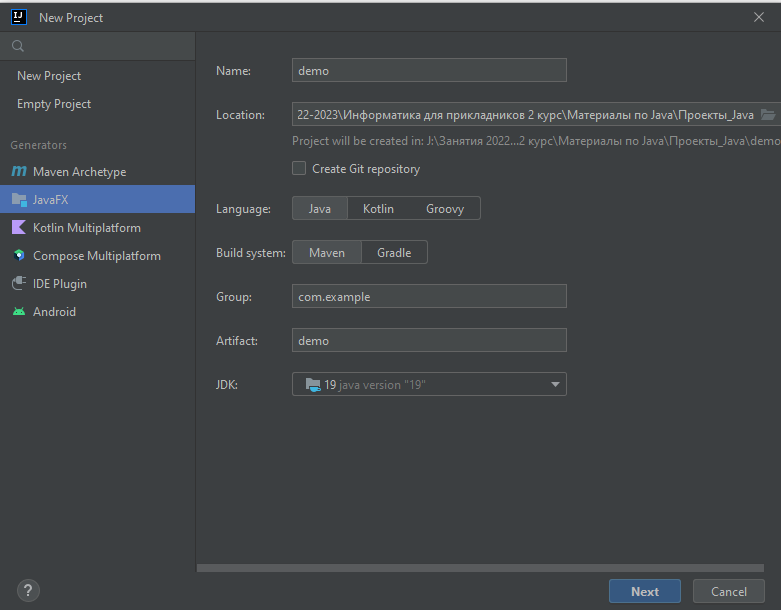 New Project
New Project
Empty Project
Generators
Maven Archetype
JavaFX
Kotlin Multiplatform
Compose Multiplatform
IDE Plugin
Android
Name: demo
Location: 22-2023\Информатика для прикладников 2 курс\Материалы по Java\Проекты_Java
Project will be created in: J:\Занятия 2022...2 курс\Материалы по Java\Проекты_Java\demo
Create Git repository
Language: Java Kotlin Groovy
Build system: Maven Gradle
Group: com.example
Artifact: demo
JDK: 19 java version "19"
? Next Cancel